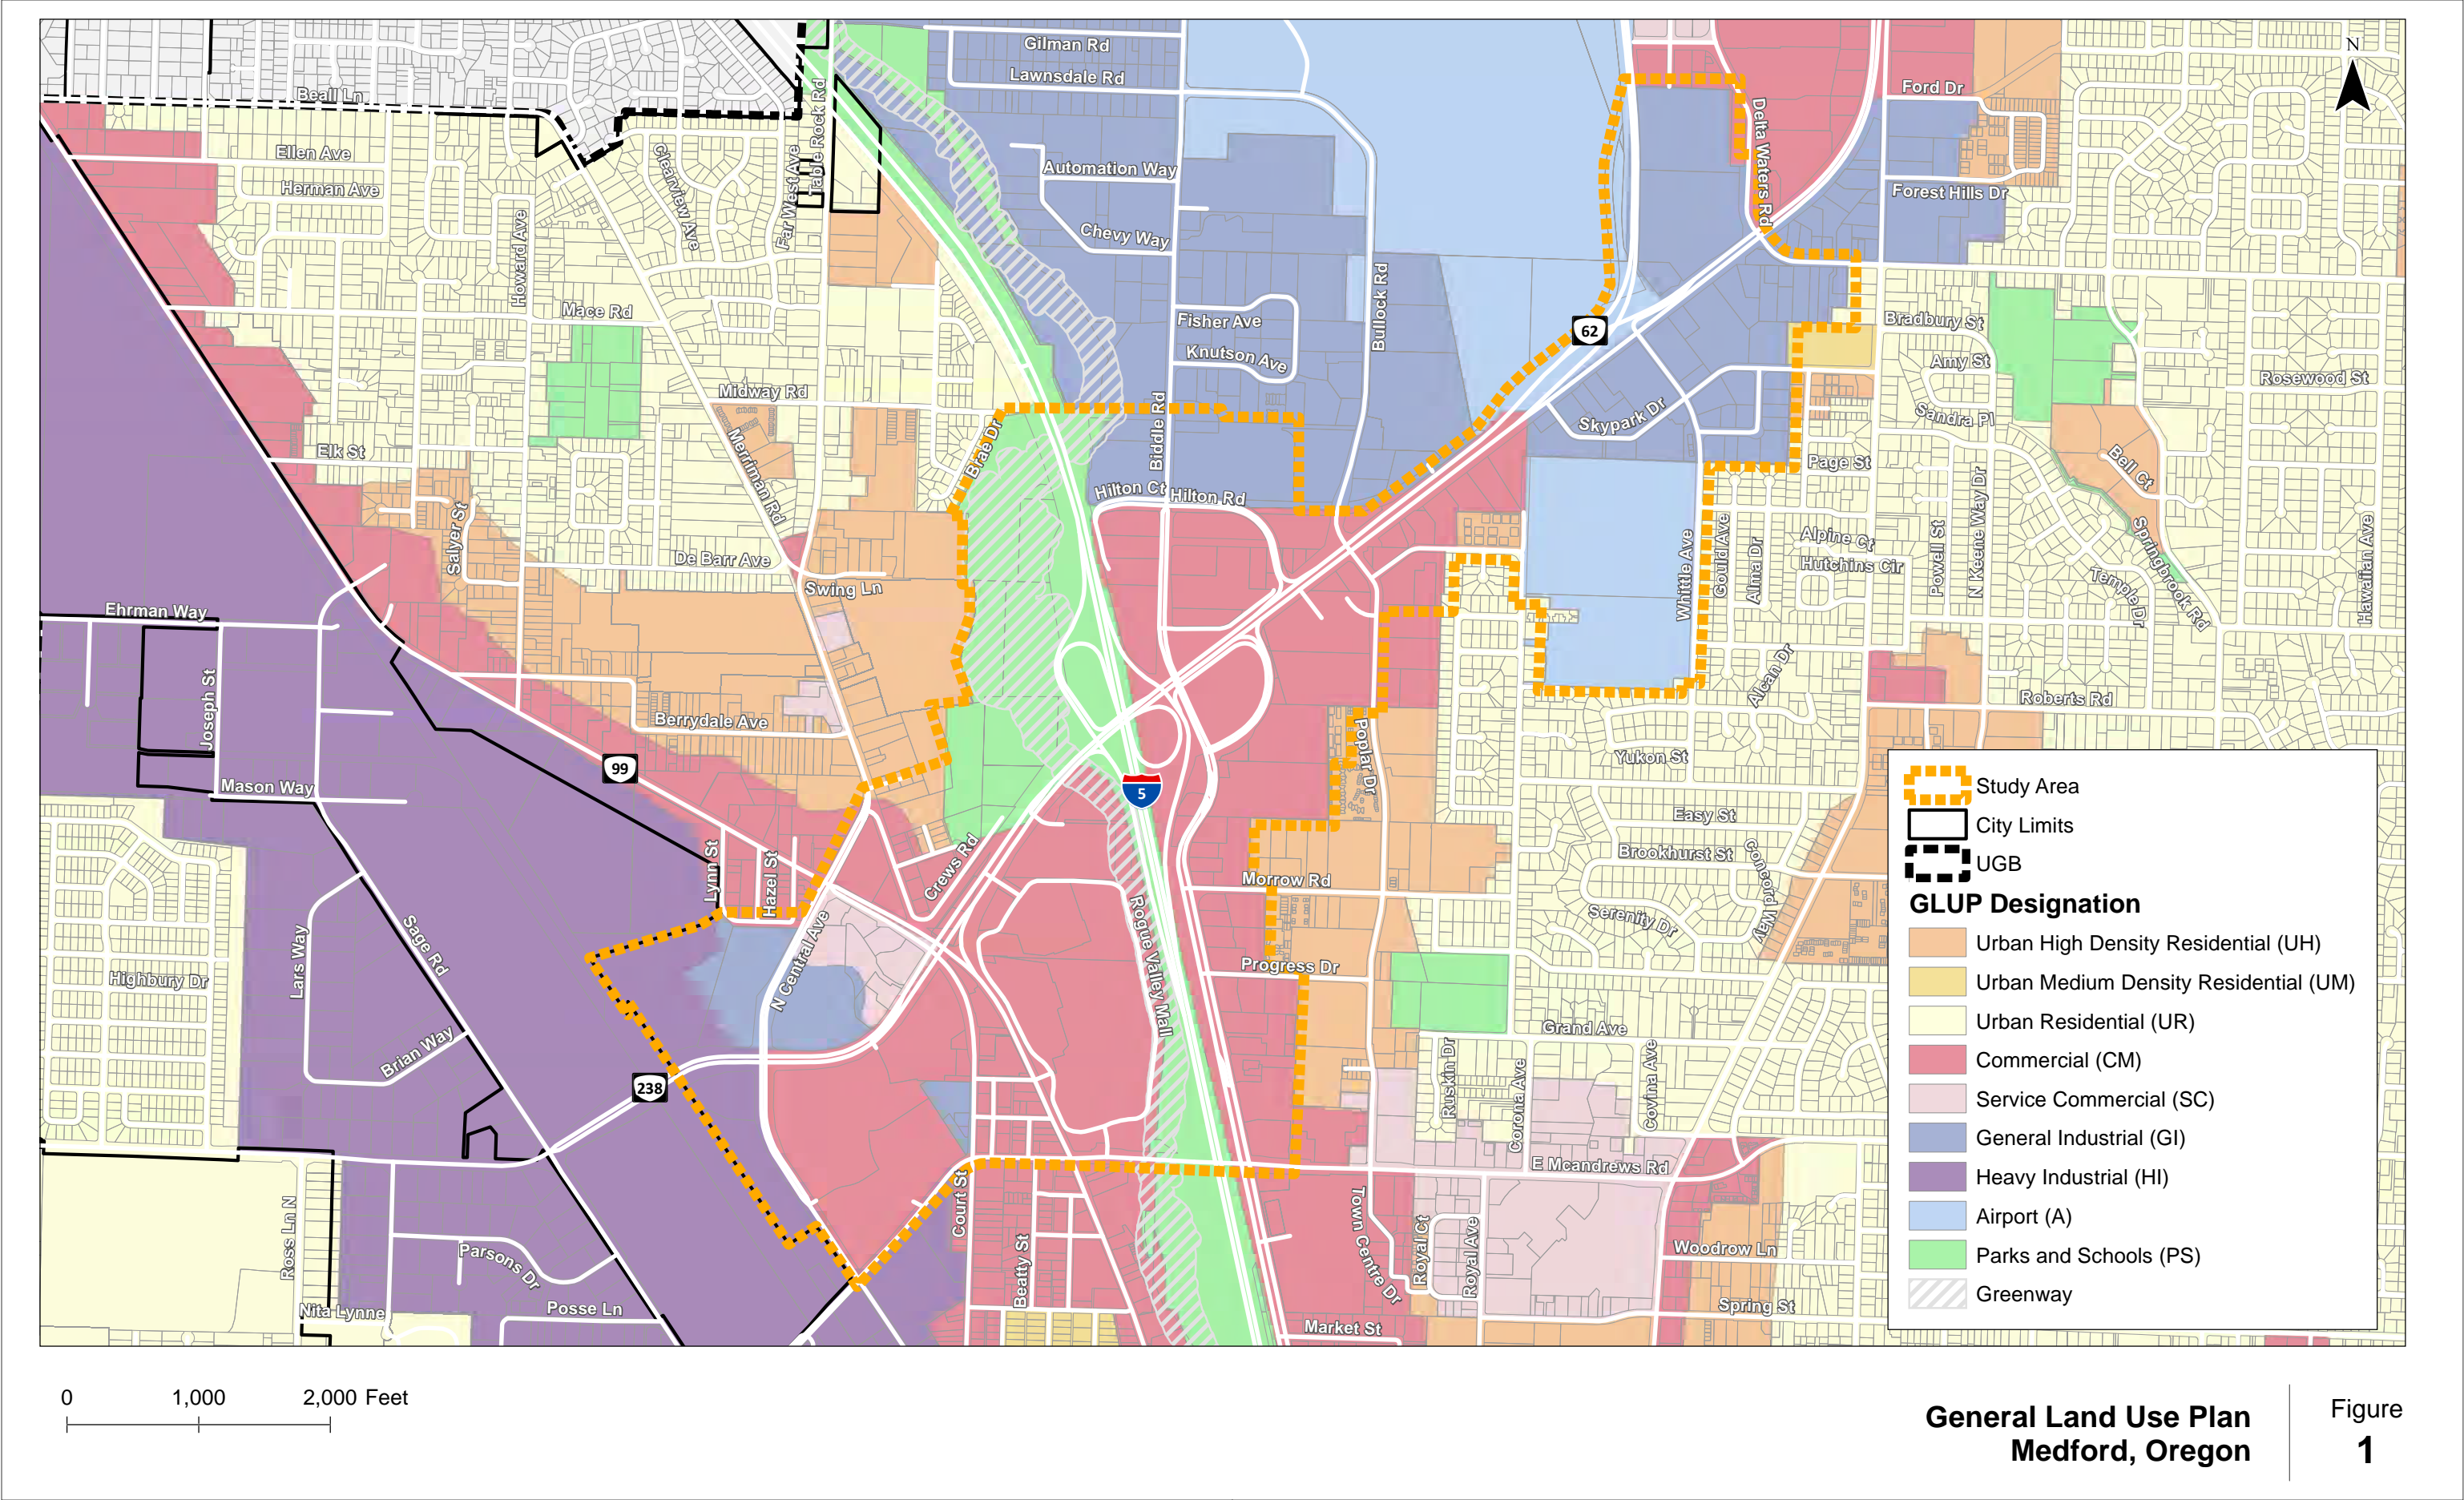 Gilman Rd
Lawnsdale Rd
Beall Ln
Table Rock Rd
Ford Dr
N
Delta Waters Rd
Ellen Ave
Herman Ave
Clearview Ave
Far West Ave
Automation Way
Forest Hills Dr
Howard Ave
Chevy Way
Bullock Rd
Mace Rd
Fisher Ave
Knutson Ave
62
Bradbury St
Amy St
Rosewood St
Midway Rd
Biddle Rd
Skypark Dr
Sandra Pl
Elk St
Merriman Rd
Brae Dr
Page St
Bell Ct
Hilton Ct
Hilton Rd
Salyer St
De Barr Ave
Swing Ln
Whittle Ave
Gould Ave
Alma Dr
Alpine Ct
Hutchins Cir
Powell St
N Keene Way Dr
Temple Dr
Springbrook Rd
Hawaiian Ave
Ehrman Way
Joseph St
Mason Way
Berrydale Ave
99
Poplar Dr
Alcan Dr
Roberts Rd
Yukon St
5
Easy St
Brookhurst St
Concord Way
Serenity Dr
Lynn St
Hazel St
Crews Rd
Morrow Rd
N Central Ave
Rogue Valley Mall
Progress Dr
Sage Rd
Lars Way
Highbury Dr
Brian Way
238
Grand Ave
Ruskin Dr
Corona Ave
Covina Ave
E Mcandrews Rd
Court St
Beatty St
Town Centre Dr
Royal Ct
Royal Ave
Woodrow Ln
Spring St
Market St
Ross Ln N
Parsons Dr
Nita Lynne
Posse Ln
Study Area
City Limits
UGB
GLUP Designation
Urban High Density Residential (UH)
Urban Medium Density Residential (UM)
Urban Residential (UR)
Commercial (CM)
Service Commercial (SC)
General Industrial (GI)
Heavy Industrial (HI)
Airport (A)
Parks and Schools (PS)
Greenway
0 1,000 2,000 Feet
General Land Use Plan
Medford, Oregon
Figure
1